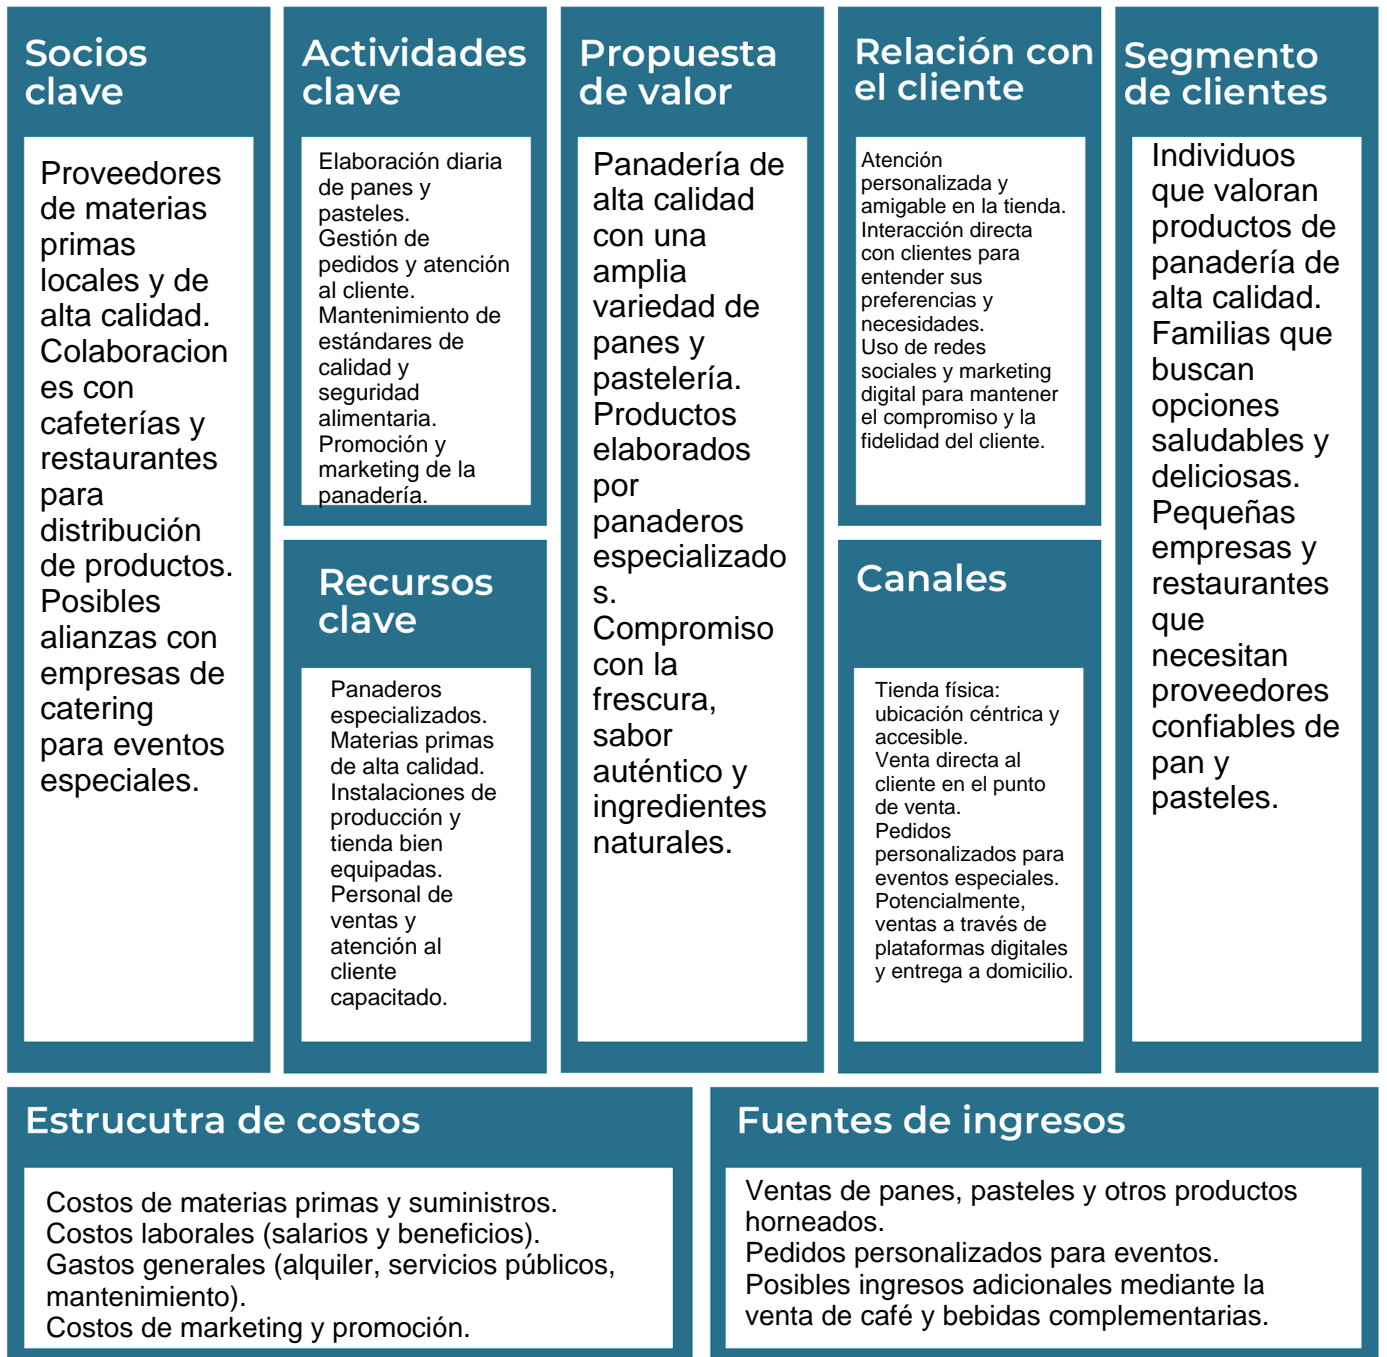 Socios
clave
Proveedores
de materias
primas
locales y de
alta calidad.
Colaboracion
es con
cafeterías y
restaurantes
para
distribución
de productos.
Posibles
alianzas con
empresas de
catering
para eventos
especiales.
Actividades
clave
Elaboración diaria
de panes y
pasteles.
Gestión de
pedidos y atención
al cliente.
Mantenimiento de
estándares de
calidad y
seguridad
alimentaria.
Promoción y
marketing de la
panadería.
Recursos
clave
Panaderos
especializados.
Materias primas
de alta calidad.
Instalaciones de
producción y
tienda bien
equipadas.
Personal de
ventas y
atención al
cliente
capacitado.
Propuesta
de valor
Panadería de
alta calidad
con una
amplia
variedad de
panes y
pastelería.
Productos
elaborados
por
panaderos
especializado
s.
Compromiso
con la
frescura,
sabor
auténtico y
ingredientes
naturales.
Relación con
el cliente
Atención
personalizada y
amigable en la tienda.
Interacción directa
con clientes para
entender sus
preferencias y
necesidades.
Uso de redes
sociales y marketing
digital para mantener
el compromiso y la
fidelidad del cliente.
Canales
Tienda física:
ubicación céntrica y
accesible.
Venta directa al
cliente en el punto
de venta.
Pedidos
personalizados para
eventos especiales.
Potencialmente,
ventas a través de
plataformas digitales
y entrega a domicilio.
Segmento
de clientes
Individuos
que valoran
productos de
panadería de
alta calidad.
Familias que
buscan
opciones
saludables y
deliciosas.
Pequeñas
empresas y
restaurantes
que
necesitan
proveedores
confiables de
pan y
pasteles.
Estrucutra de costos
Costos de materias primas y suministros.
Costos laborales (salarios y beneficios).
Gastos generales (alquiler, servicios públicos,
mantenimiento).
Costos de marketing y promoción.
Fuentes de ingresos
Ventas de panes, pasteles y otros productos
horneados.
Pedidos personalizados para eventos.
Posibles ingresos adicionales mediante la
venta de café y bebidas complementarias.